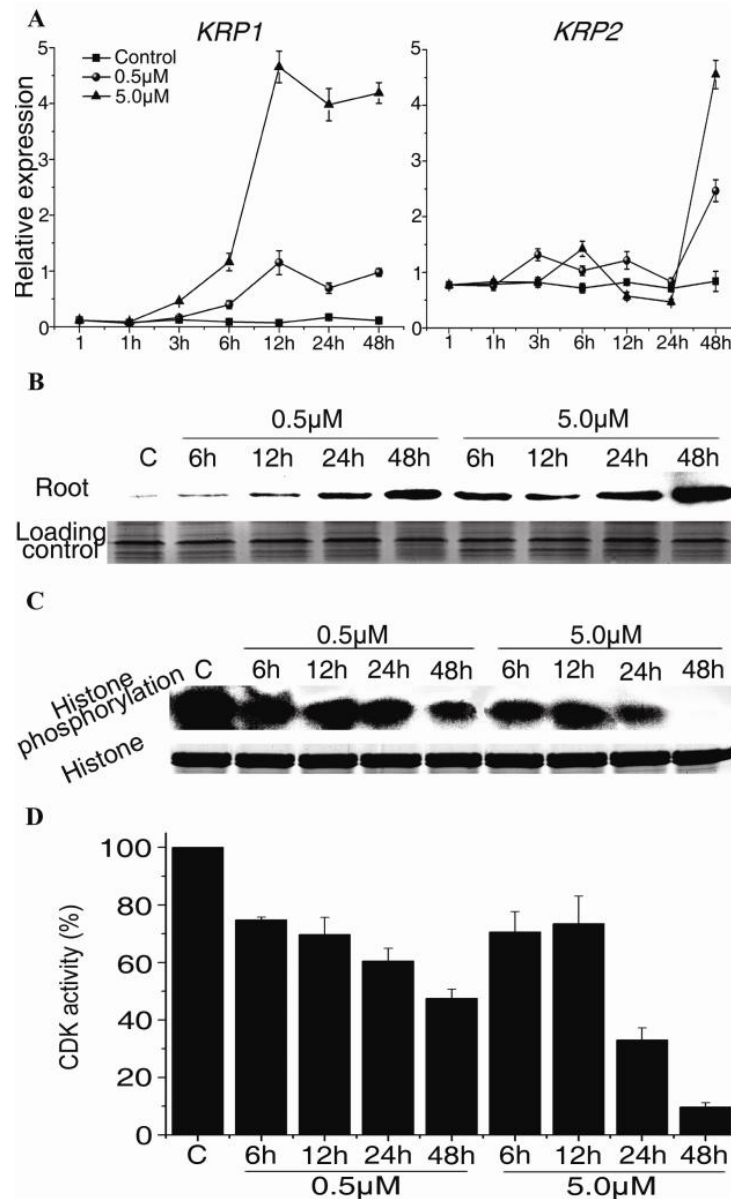 A
KRP1
KRP2
Control
0.5μM
5.0μM
Relative expression
5
4
3
2
1
0
5
4
3
2
1
0
1 1h 3h 6h 12h 24h 48h
1 1h 3h 6h 12h 24h 48h
B
0.5μM 5.0μM
C 6h 12h 24h 48h 6h 12h 24h 48h
Root
Loading
control
C
0.5μM 5.0μM
C 6h 12h 24h 48h 6h 12h 24h 48h
Histone
phosphorylation
Histone
D
CDK activity (%)
100
80
60
40
20
0
C 6h 12h 24h 48h 6h 12h 24h 48h
0.5μM 5.0μM